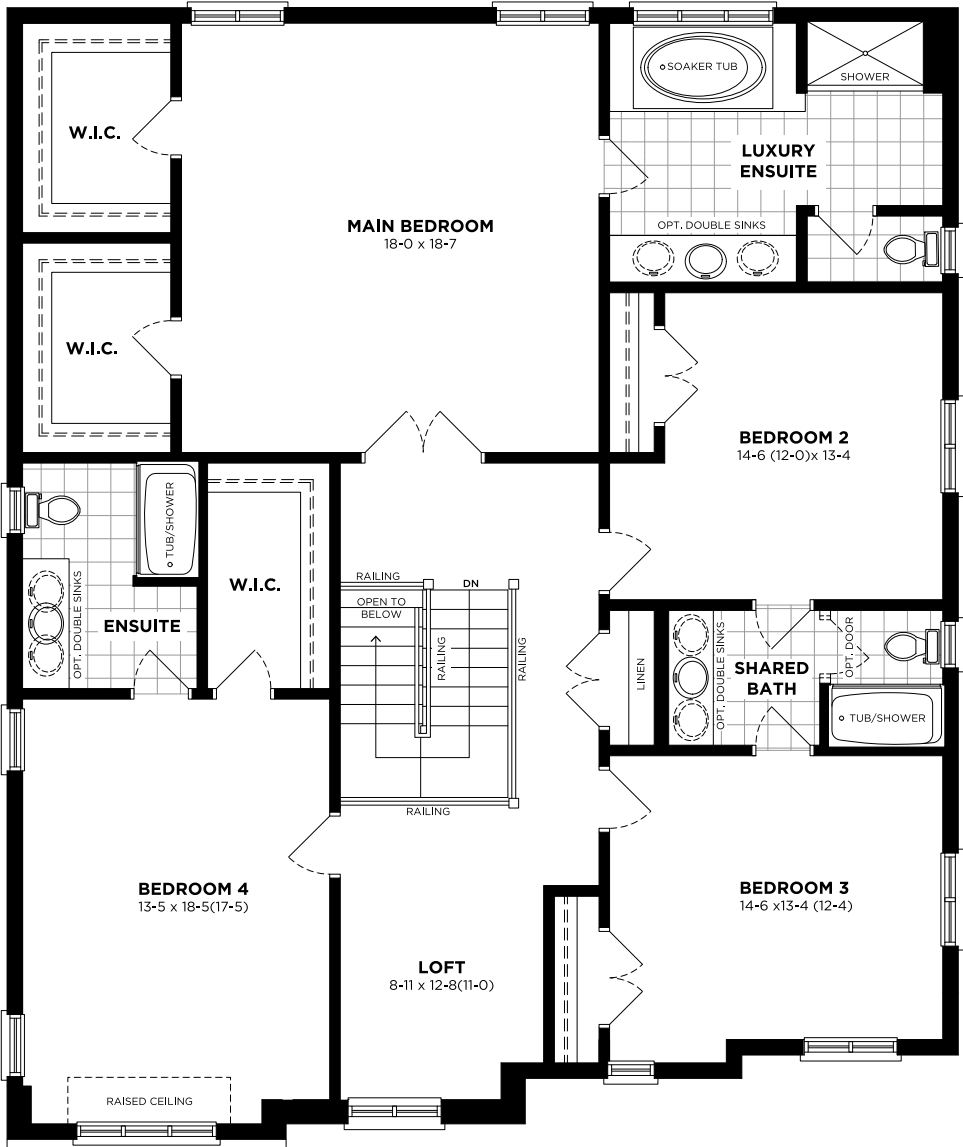 SOAKER TUB
SHOWER
W.I.C.
LUXURY
ENSUITE
MAIN BEDROOM
18-0 x 18-7
OPT. DOUBLE SINKS
W.I.C.
BEDROOM 2
14-6 (12-0)x 13-4
TUB/SHOWER
W.I.C.
RAILING
DN
OPEN TO
BELOW
OPT. DOUBLE SINKS
ENSUITE
RAILING
RAILING
LINEN
OPT. DOUBLE SINKS
SHARED
BATH
OPT. DOOR
TUB/SHOWER
RAILING
BEDROOM 4
13-5 x 18-5(17-5)
BEDROOM 3
14-6 x13-4 (12-4)
LOFT
8-11 x 12-8(11-0)
RAISED CEILING